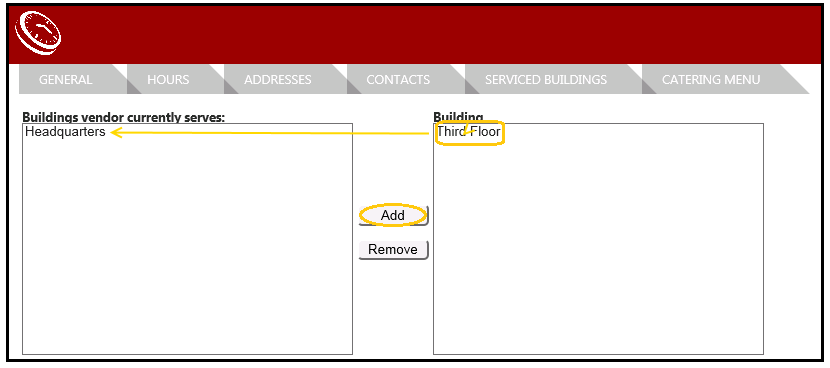 GENERAL HOURS ADDRESSES CONTACTS SERVICED BUILDINGS CATERING MENU
Buildings vendor currently serves:
Headquarters
Add
Remove
Building
Third Floor